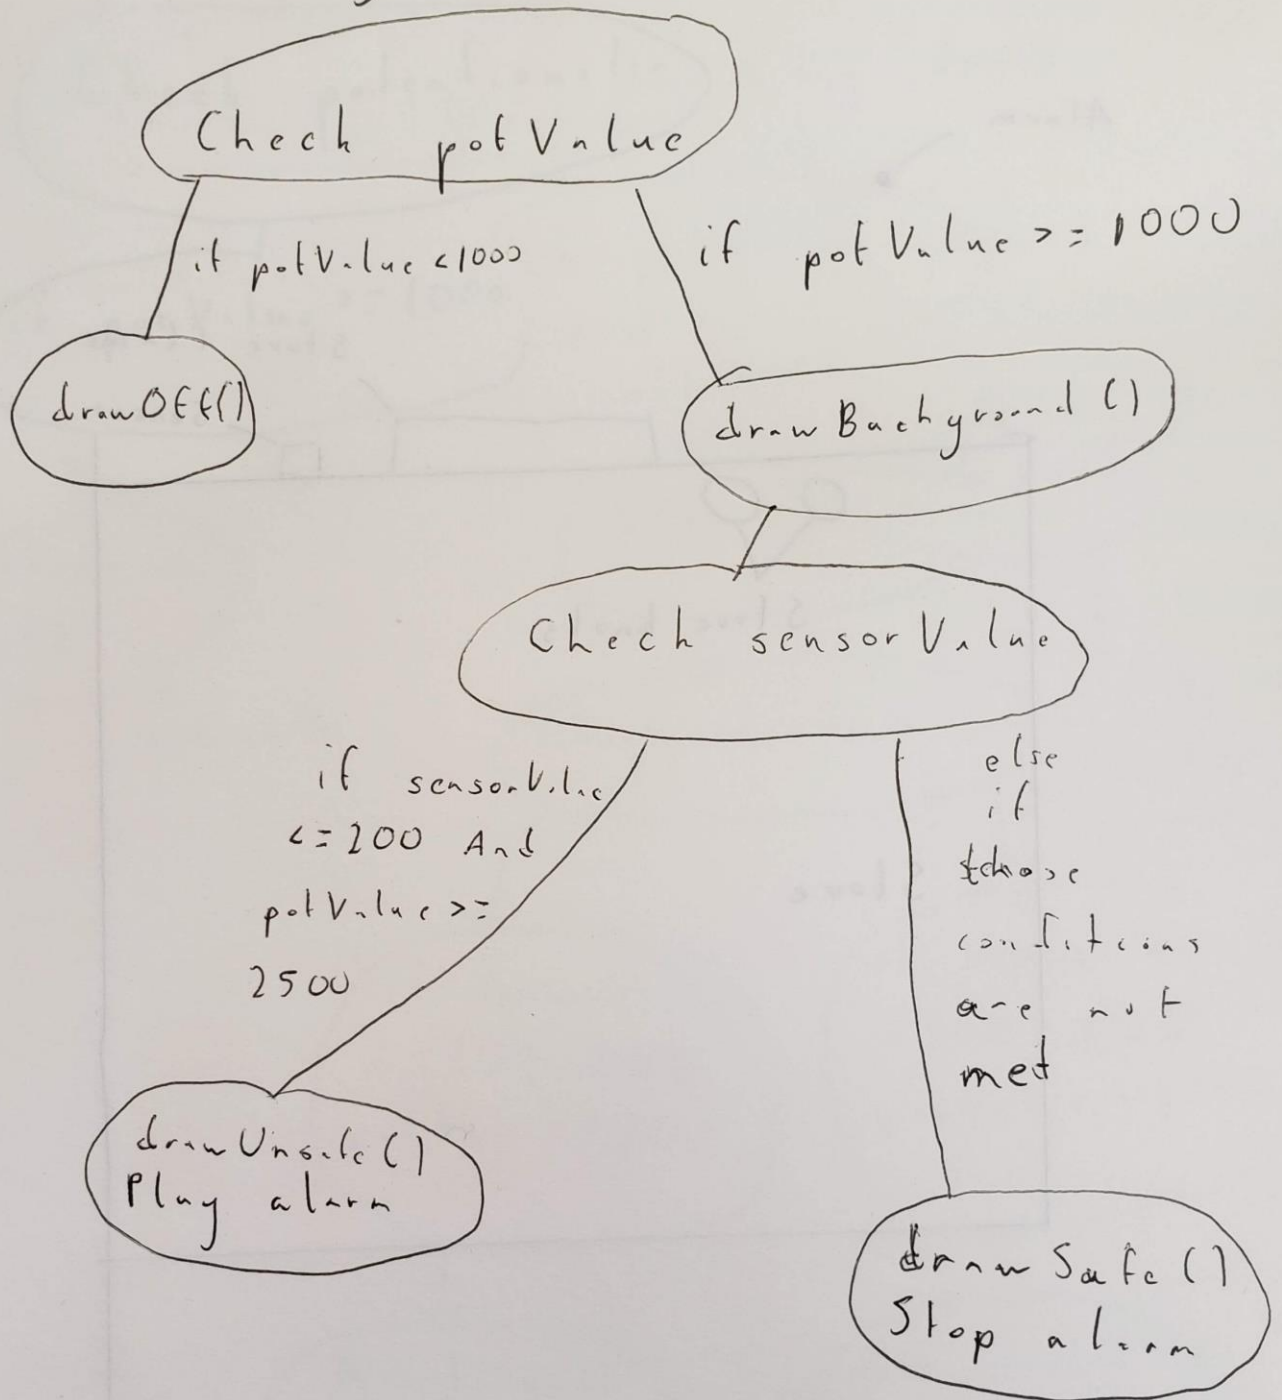 Check potValue
if potValue <1000
if potValue >= 1000
drawOff()
drawBackground()
Check sensorValue
if sensorValue
<=200 And
potValue >=
2500
else
if
those
conditions
are not
met
drawUnsafe()
Play alarm
drawSafe()
Stop alarm